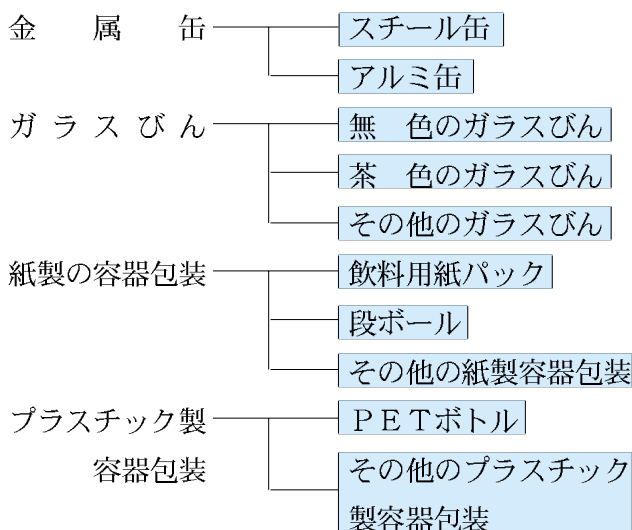 金属缶
スチール缶
アルミ缶
ガラスびん
無 色のガラスびん
茶 色のガラスびん
その他のガラスびん
紙製の容器包装
飲料用紙パック
段ボール
その他の紙製容器包装
プラスチック製
容器包装
PETボトル
その他のプラスチック
製容器包装